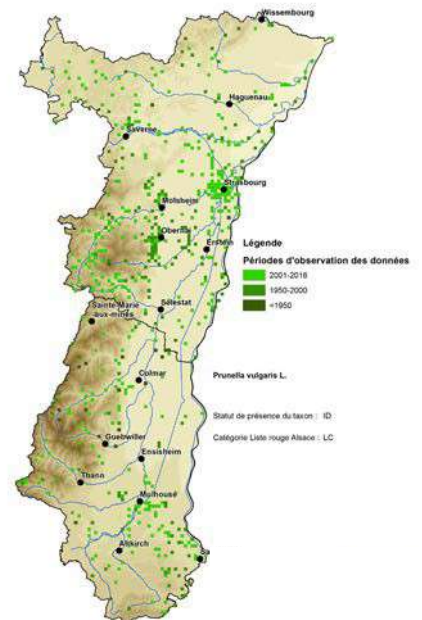 Wissembourg
Haguenau
Saverne
Strasbourg
Molsheim
Obernai
Erstein
Légende
Périodes d'observation des données
2001-2016
1950-2000
<1950
Sainte-Marie
-aux-mines
Sélestat
Colmar
Prunella vulgaris L.
Statut de présence du taxon : ID
Catégorie Liste rouge Alsace : LC
Guebwiller
Ensisheim
Thann
Mulhouse
Altkirch